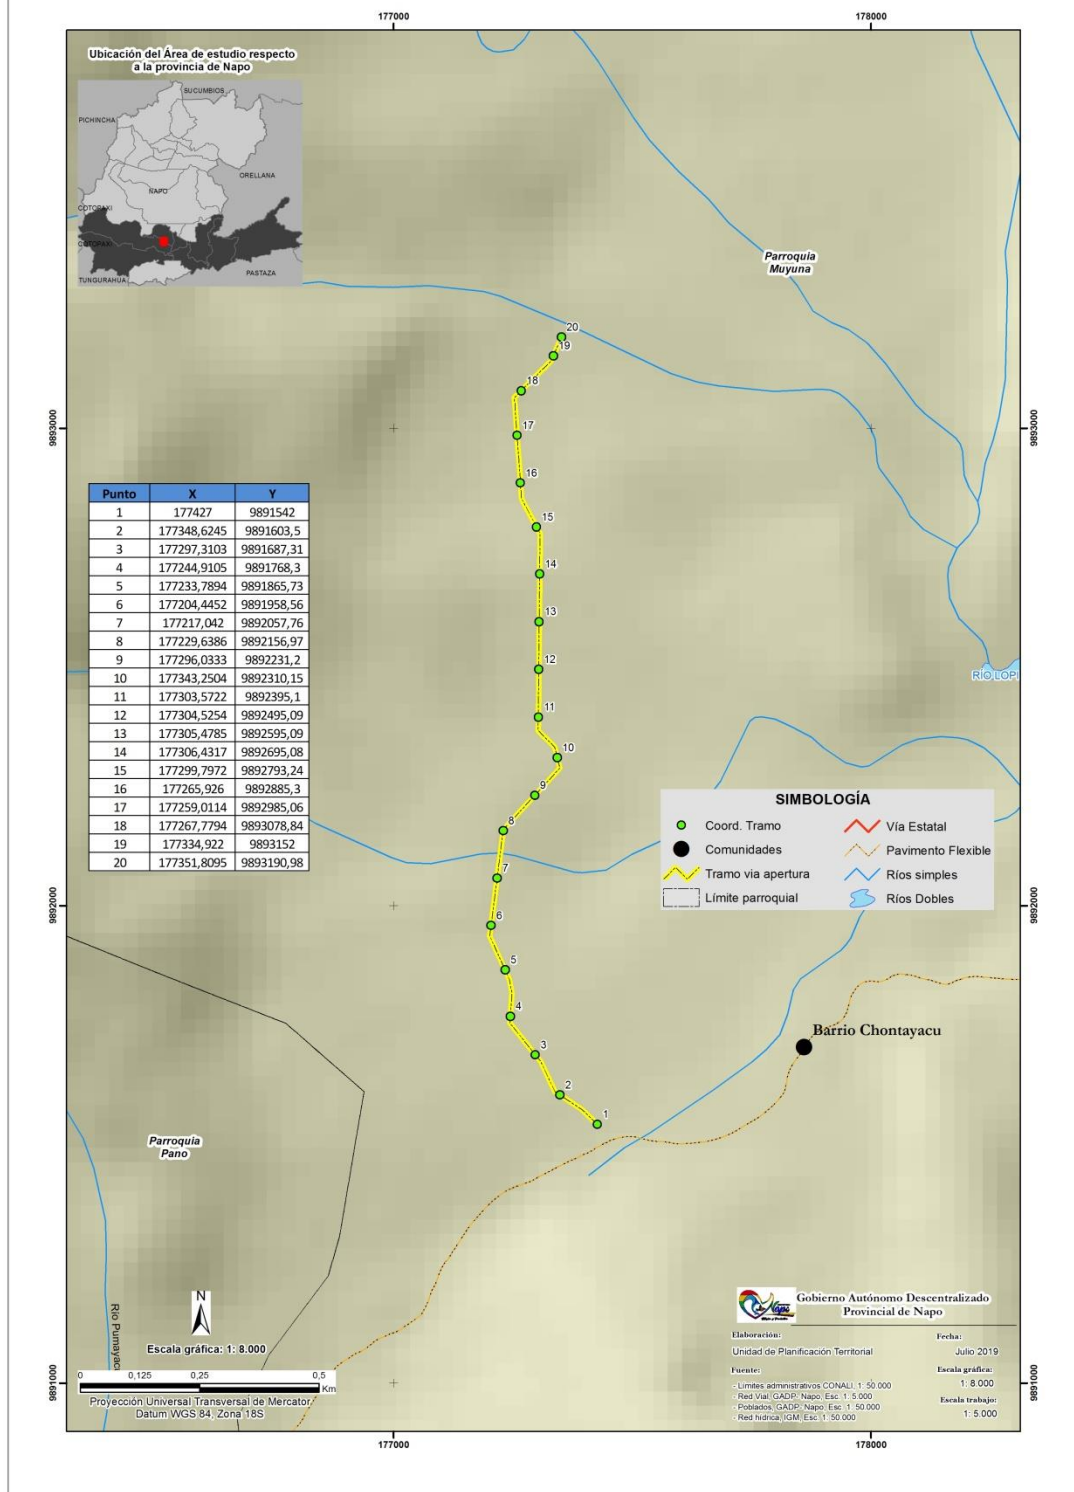 177000
178000
Ubicación del Área de estudio respecto
a la provincia de Napo
SUCUMBIOS
PICHINCHA
ORELLANA
NAPO
COTOPAXI
COTOPAXI
PASTAZA
TUNGURAHUA
Parroquia
Muyuna
20
19
18
17
16
15
14
13
12
11
10
9
8
7
6
5
4
3
2
1
9893000
9893000
Punto X Y
1 177427 9891542
2 177348,6245 9891603,5
3 177297,3103 9891687,31
4 177244,9105 9891768,3
5 177233,7894 9891865,73
6 177204,4452 9891958,56
7 177217,042 9892057,76
8 177229,6386 9892156,97
9 177296,0333 9892231,2
10 177343,2504 9892310,15
11 177303,5722 9892395,1
12 177304,5254 9892495,09
13 177305,4785 9892595,09
14 177306,4317 9892695,08
15 177299,7972 9892793,24
16 177265,926 9892885,3
17 177259,0114 9892985,06
18 177267,7794 9893078,84
19 177334,922 9893152
20 177351,8095 9893190,98
RÍO LOPI
SIMBOLOGÍA
Coord. Tramo
Comunidades
Tramo via apertura
Límite parroquial
Vía Estatal
Pavimento Flexible
Ríos simples
Ríos Dobles
9892000
9892000
Barrio Chontayacu
Parroquia
Pano
Río Pumayacu
N
Escala gráfica: 1: 8.000
0 0,125 0,25 0,5
Km
Proyección Universal Transversal de Mercator
Datum WGS 84, Zona 18S
9891000
9891000
Napo
Gobierno Autónomo Descentralizado
Provincial de Napo
Elaboración:
Unidad de Planificación Territorial
Fecha:
Julio 2019
Fuente:
- Limites administrativos CONALI, 1: 50.000
- Red Vial, GADP- Napo, Esc. 1: 5.000
- Poblados, GADP- Napo, Esc. 1: 50.000
- Red hídrica, IGM, Esc. 1: 50.000
Escala gráfica:
1: 8.000
Escala trabajo:
1: 5.000
177000
178000